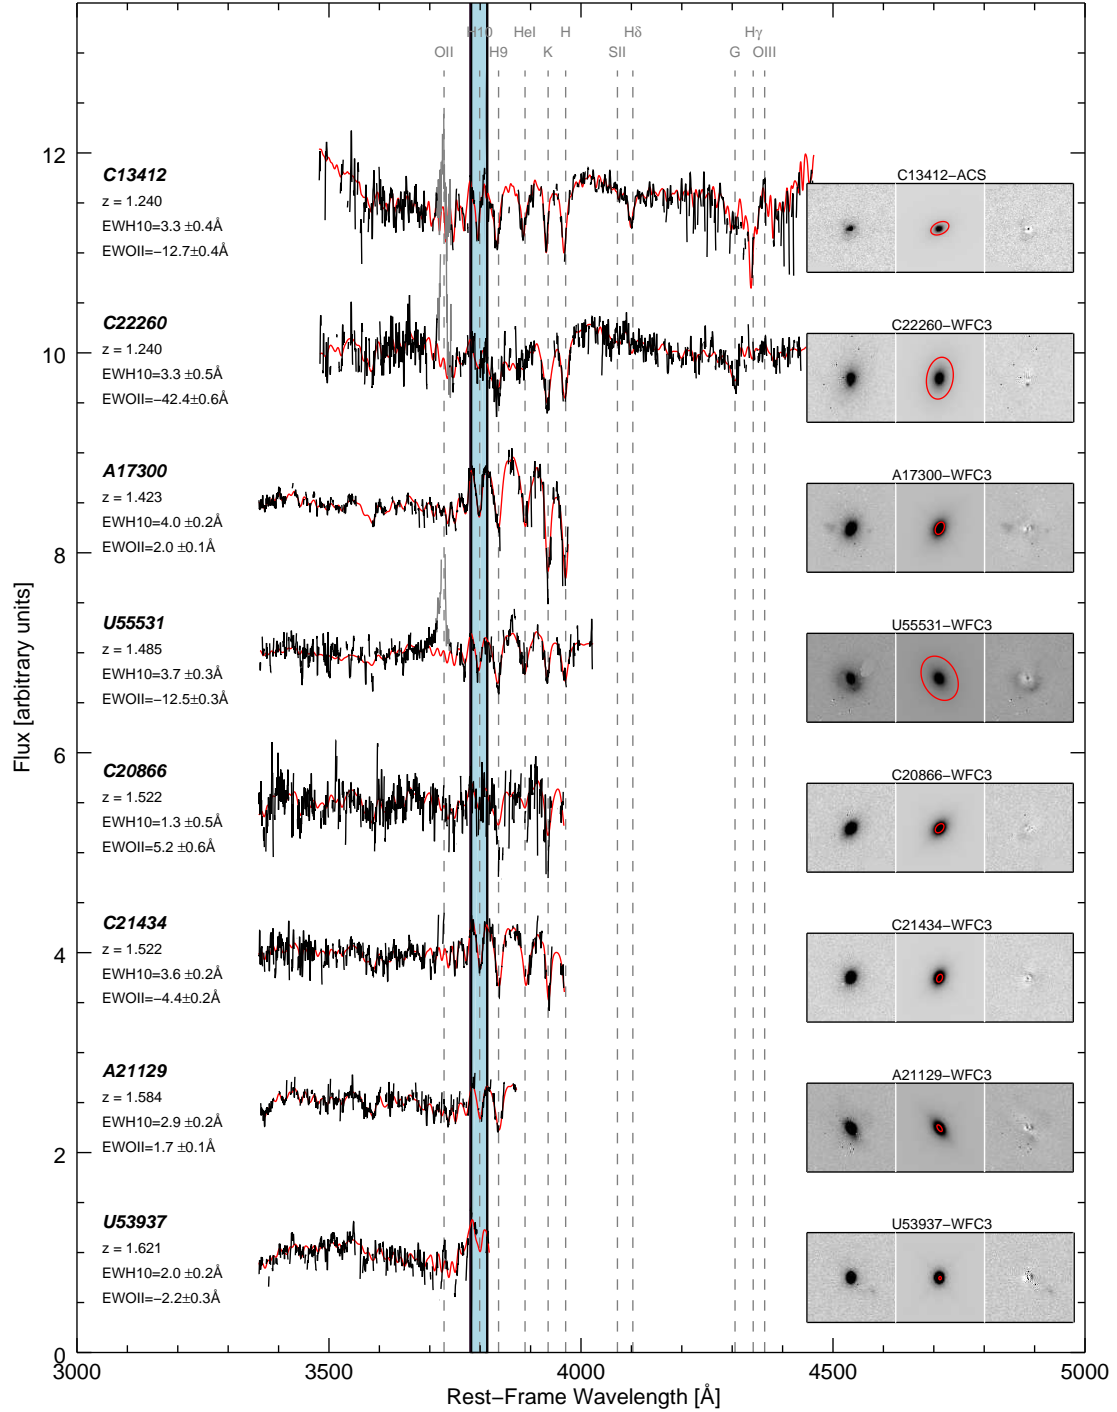 H10 HeI H Hδ Hγ
OII H9 K SII G OIII
12
C13412
z = 1.240
EWH10=3.3 ±0.4Å
EWOII=−12.7±0.4Å
C13412−ACS
10
C22260
z = 1.240
EWH10=3.3 ±0.5Å
EWOII=−42.4±0.6Å
C22260−WFC3
A17300
z = 1.423
EWH10=4.0 ±0.2Å
EWOII=2.0 ±0.1Å
A17300−WFC3
8
U55531
z = 1.485
EWH10=3.7 ±0.3Å
EWOII=−12.5±0.3Å
U55531−WFC3
Flux [arbitrary units]
6
C20866
z = 1.522
EWH10=1.3 ±0.5Å
EWOII=5.2 ±0.6Å
C20866−WFC3
C21434
z = 1.522
EWH10=3.6 ±0.2Å
EWOII=−4.4±0.2Å
C21434−WFC3
4
A21129
z = 1.584
EWH10=2.9 ±0.2Å
EWOII=1.7 ±0.1Å
A21129−WFC3
2
U53937
z = 1.621
EWH10=2.0 ±0.2Å
EWOII=−2.2±0.3Å
U53937−WFC3
0
3000 3500 4000 4500 5000
Rest−Frame Wavelength [Å]